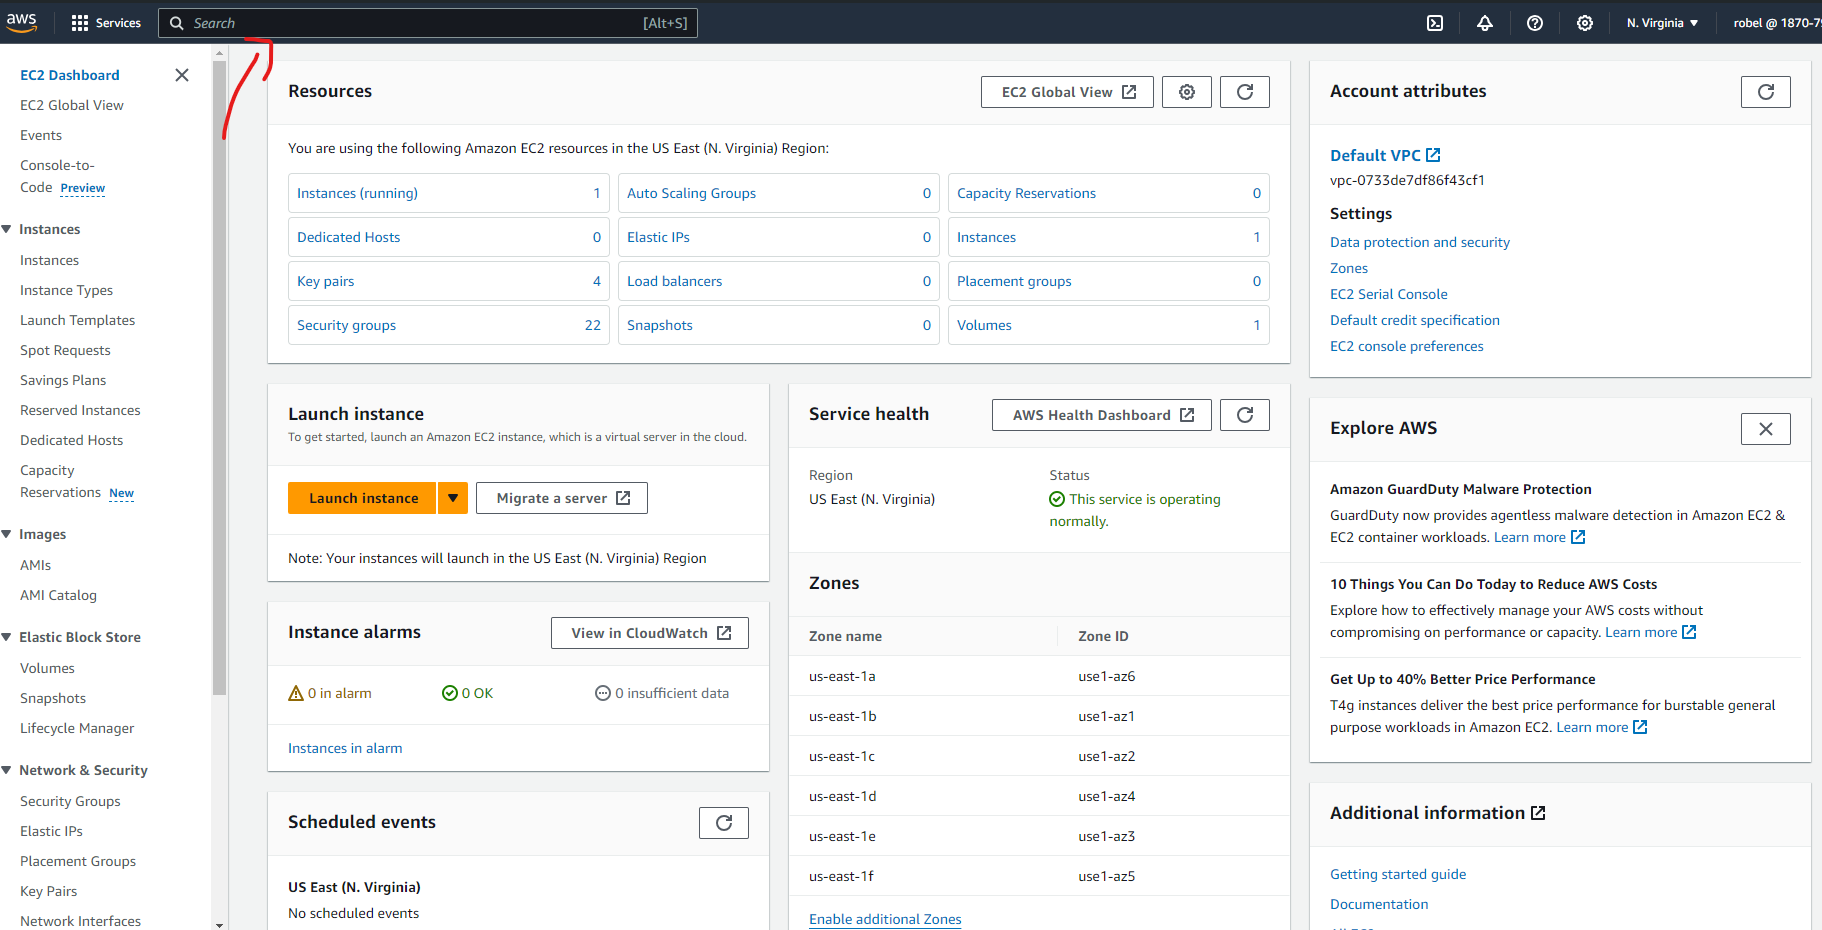 aws Services Search [Alt+S] N. Virginia robel @ 1870-79
EC2 Dashboard
EC2 Global View
Events
Console-to-
Code Preview
Instances
Instances
Instance Types
Launch Templates
Spot Requests
Savings Plans
Reserved Instances
Dedicated Hosts
Capacity
Reservations New
Images
AMIs
AMI Catalog
Elastic Block Store
Volumes
Snapshots
Lifecycle Manager
Network & Security
Security Groups
Elastic IPs
Placement Groups
Key Pairs
Network Interfaces
Resources
EC2 Global View
You are using the following Amazon EC2 resources in the US East (N. Virginia) Region:
Instances (running) 1 Auto Scaling Groups 0 Capacity Reservations 0
Dedicated Hosts 0 Elastic IPs 0 Instances 1
Key pairs 4 Load balancers 0 Placement groups 0
Security groups 22 Snapshots 0 Volumes 1
Launch instance
To get started, launch an Amazon EC2 instance, which is a virtual server in the cloud.
Launch instance Migrate a server
Note: Your instances will launch in the US East (N. Virginia) Region
Instance alarms View in CloudWatch
0 in alarm 0 OK 0 insufficient data
Instances in alarm
Scheduled events
US East (N. Virginia)
No scheduled events
Service health AWS Health Dashboard
Region Status
US East (N. Virginia) This service is operating
normally.
Zones
Zone name Zone ID
us-east-1a use1-az6
us-east-1b use1-az1
us-east-1c use1-az2
us-east-1d use1-az4
us-east-1e use1-az3
us-east-1f use1-az5
Enable additional Zones
Account attributes
Default VPC
vpc-0733de7df86f43cf1
Settings
Data protection and security
Zones
EC2 Serial Console
Default credit specification
EC2 console preferences
Explore AWS
Amazon GuardDuty Malware Protection
GuardDuty now provides agentless malware detection in Amazon EC2 &
EC2 container workloads. Learn more
10 Things You Can Do Today to Reduce AWS Costs
Explore how to effectively manage your AWS costs without
compromising on performance or capacity. Learn more
Get Up to 40% Better Price Performance
T4g instances deliver the best price performance for burstable general
purpose workloads in Amazon EC2. Learn more
Additional information
Getting started guide
Documentation